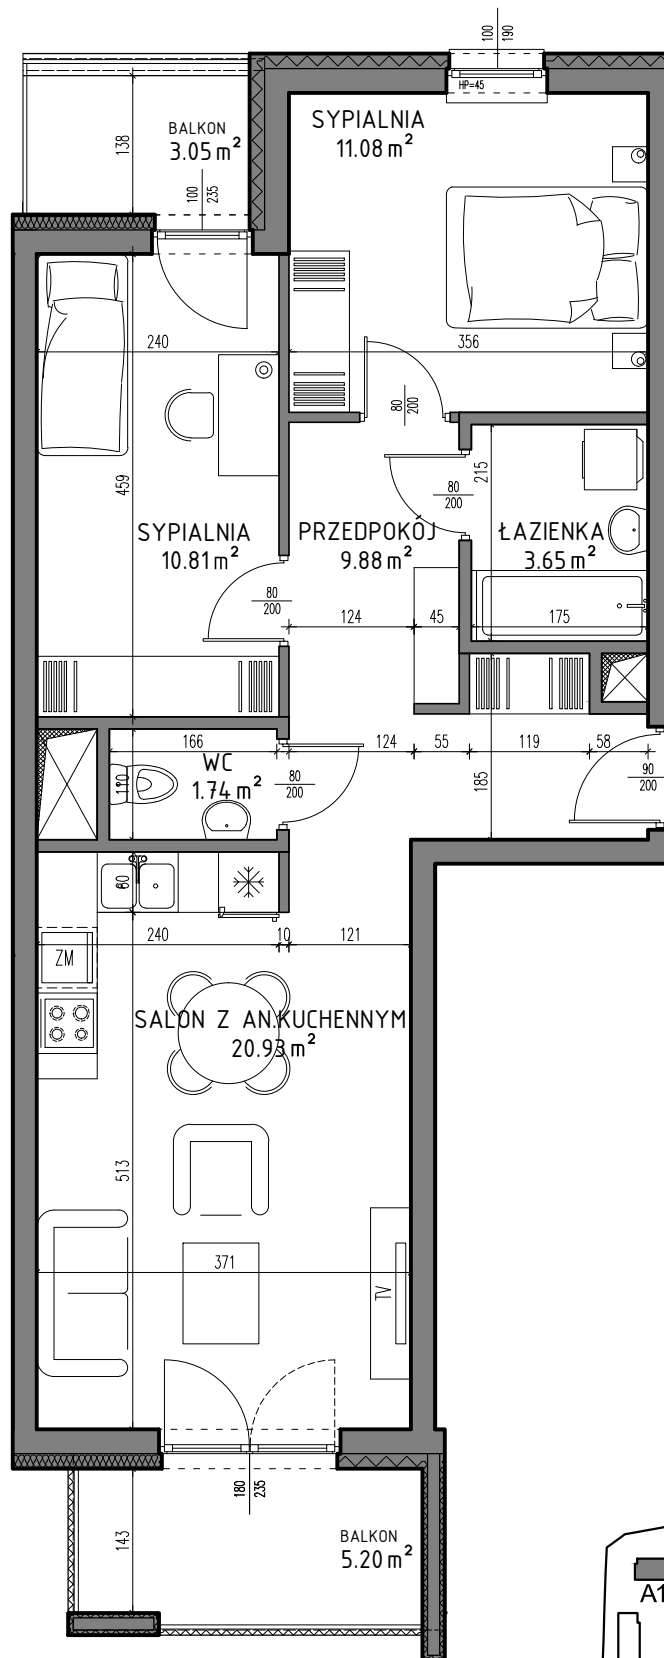 100
190
HP=45
SYPIALNIA
11.08 m²
BALKON
3.05 m²
138
100
235
240
356
80
200
459
215
80
200
SYPIALNIA
10.81 m²
PRZEDPOKÓJ
9.88 m²
ŁAZIENKA
3.65 m²
80
200
124
45
175
166
124
55
119
58
WC
1.74 m²
110
80
200
185
90
200
60
240
10
121
ZM
SALON Z AN.KUCHENNYM
20.93 m²
513
371
TV
180
235
143
BALKON
5.20 m²
A1